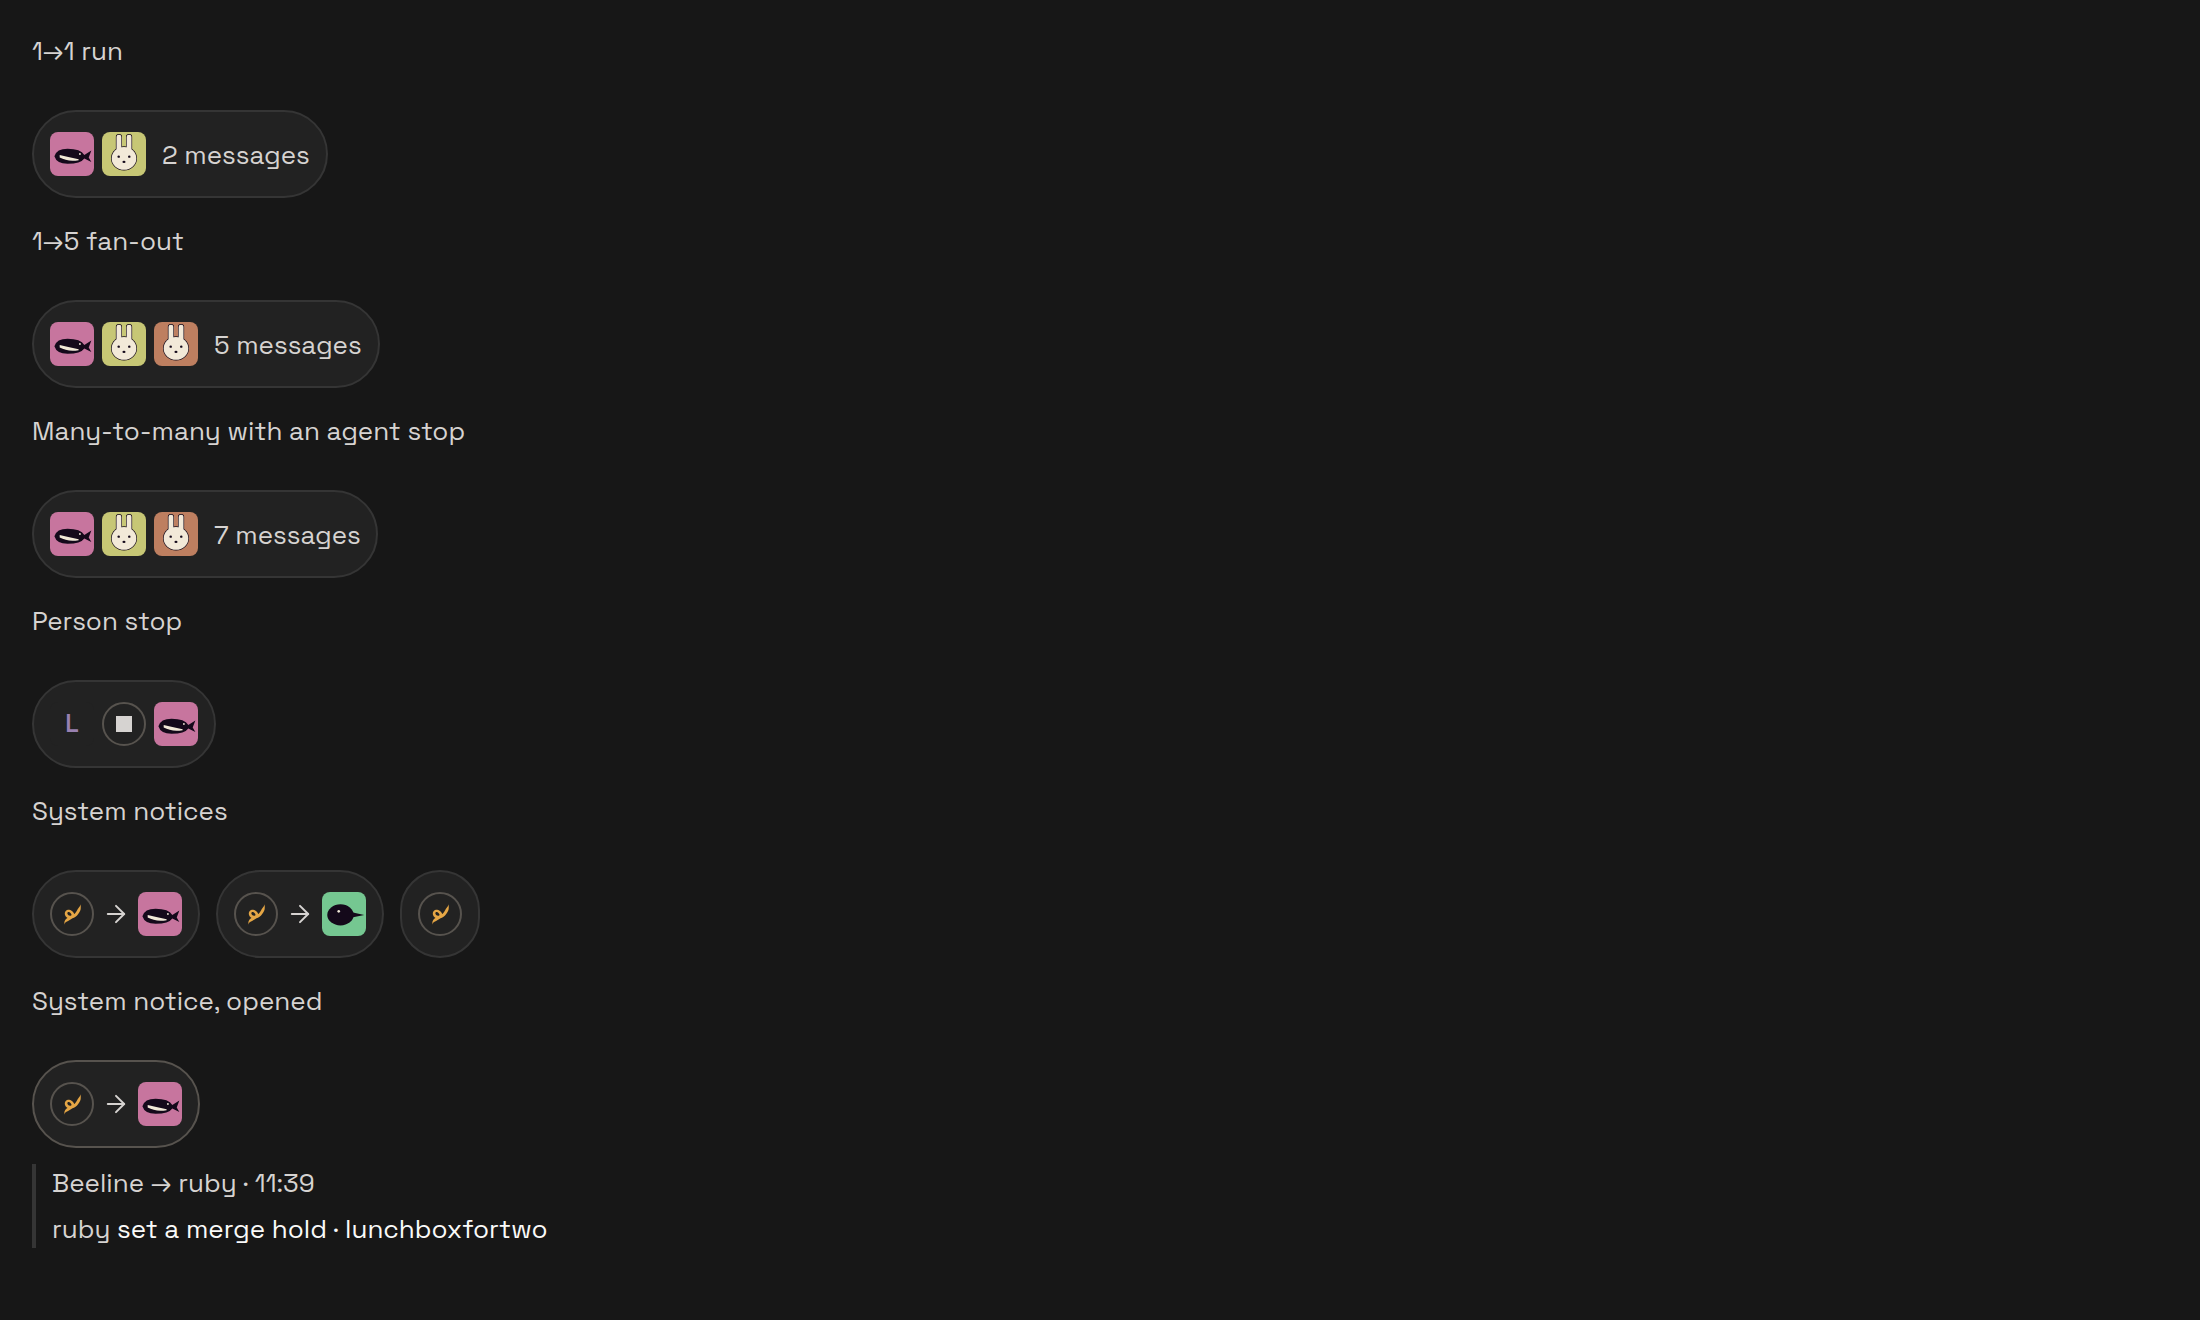 1→1 run
2 messages
1→5 fan-out
5 messages
Many-to-many with an agent stop
7 messages
Person stop
L
System notices
→ →
System notice, opened
→
Beeline → ruby · 11:39
ruby set a merge hold · lunchboxfortwo